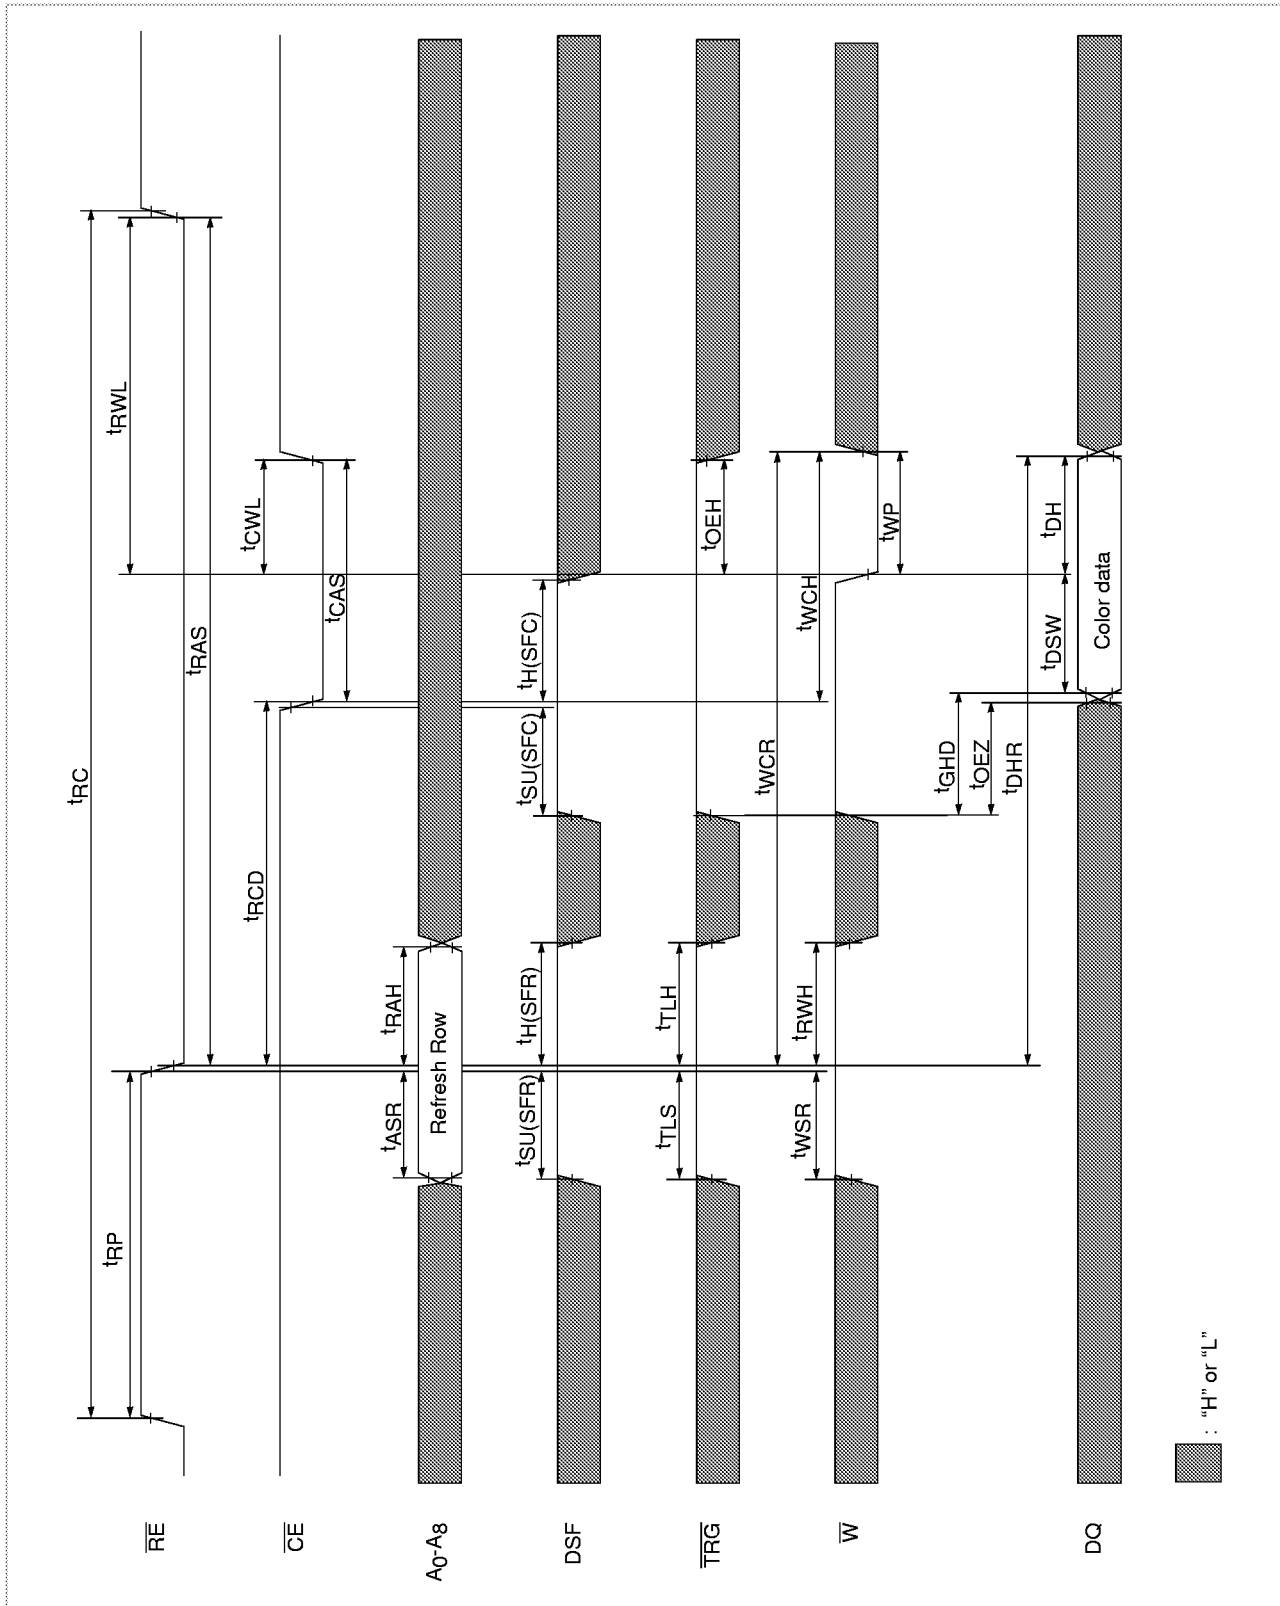 tRC
tRP
tRAS
tRWL
RE
tRCD
tCWL
tCAS
CE
tASR
tRAH
A0-A8
Refresh Row
tSU(SFR)
tH(SFR)
tSU(SFC)
tH(SFC)
DSF
tTLS
tTLH
tOEH
TRG
tWCR
tWSR
tRWH
tWCH
W
tWP
tGHD
tOEZ
tDHR
tDSW
tDH
DQ
Color data
: “H” or “L”